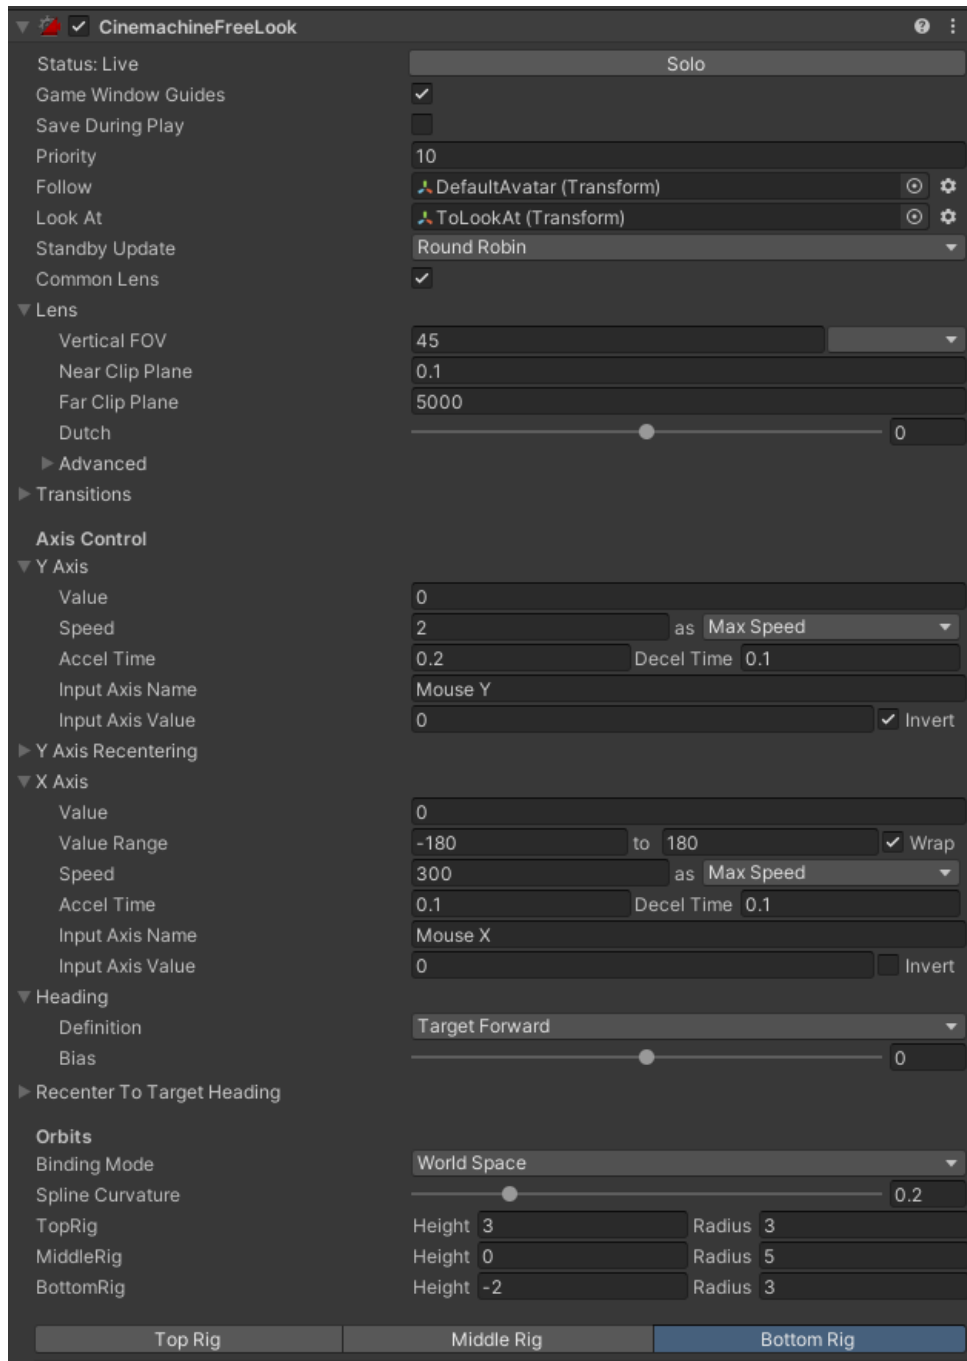 CinemachineFreeLook
Status: Live Solo
Game Window Guides
Save During Play
Priority 10
Follow DefaultAvatar (Transform)
Look At ToLookAt (Transform)
Standby Update Round Robin
Common Lens
Lens
Vertical FOV 45
Near Clip Plane 0.1
Far Clip Plane 5000
Dutch 0
Advanced
Transitions
Axis Control
Y Axis
Value 0
Speed 2 as Max Speed
Accel Time 0.2 Decel Time 0.1
Input Axis Name Mouse Y
Input Axis Value 0 Invert
Y Axis Recentering
X Axis
Value 0
Value Range -180 to 180 Wrap
Speed 300 as Max Speed
Accel Time 0.1 Decel Time 0.1
Input Axis Name Mouse X
Input Axis Value 0 Invert
Heading
Definition Target Forward
Bias 0
Recenter To Target Heading
Orbits
Binding Mode World Space
Spline Curvature 0.2
TopRig Height 3 Radius 3
MiddleRig Height 0 Radius 5
BottomRig Height -2 Radius 3
Top Rig Middle Rig Bottom Rig